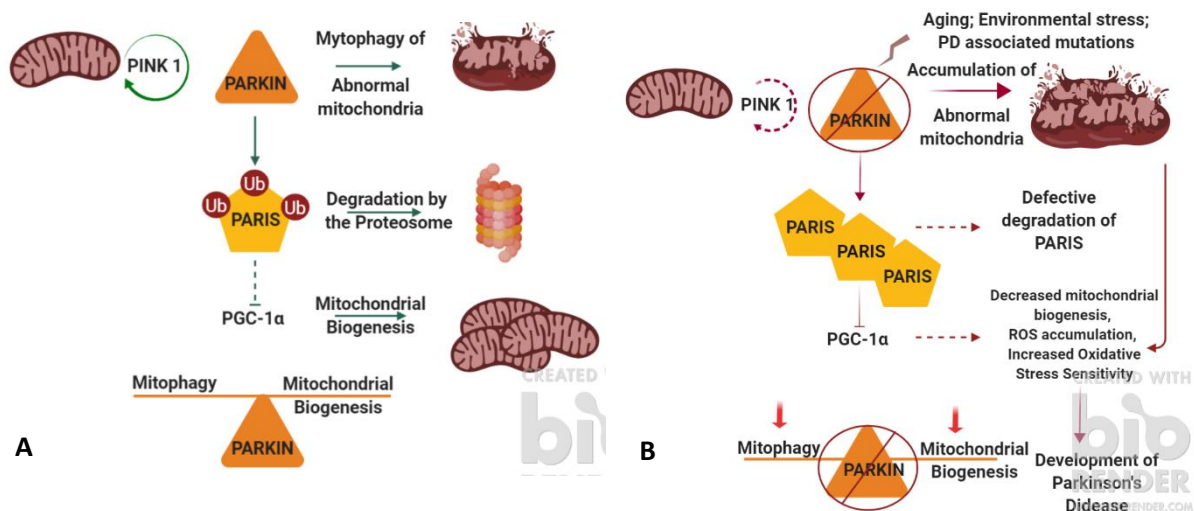 PINK 1
PARKIN
Mytophagy of
Abnormal
mitochondria
Ub
Ub
Ub
PARIS
Degradation by
the Proteosome
PGC-1α
Mitochondrial
Biogenesis
CREATED W
bi
Mitophagy
Mitochondrial
Biogenesis
PARKIN
A
Aging; Environmental stress;
PD associated mutations
PINK 1
PARKIN
Accumulation of
Abnormal
mitochondria
PARIS
PARIS
PARIS
Defective
degradation of
PARIS
PGC-1α
Decreased mitochondrial
biogenesis,
ROS accumulation,
Increased Oxidative
Stress Sensitivity
CREATED WITH
bio
RENDER
Mitophagy
PARKIN
Mitochondrial
Biogenesis
Development of
Parkinson's
Didease
B